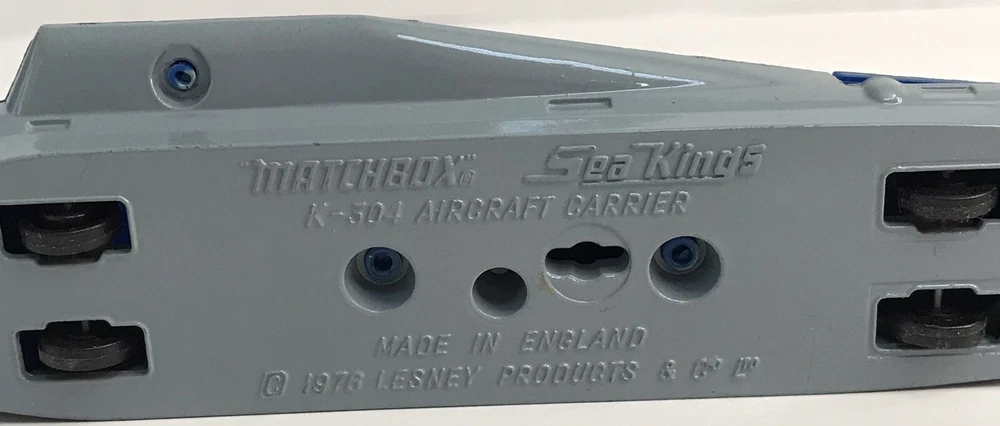 "MATCHBOX"® Sea Kings
K-304 AIRCRAFT CARRIER
MADE IN ENGLAND
© 1976 LESNEY PRODUCTS & Cº Lᵀᴰ